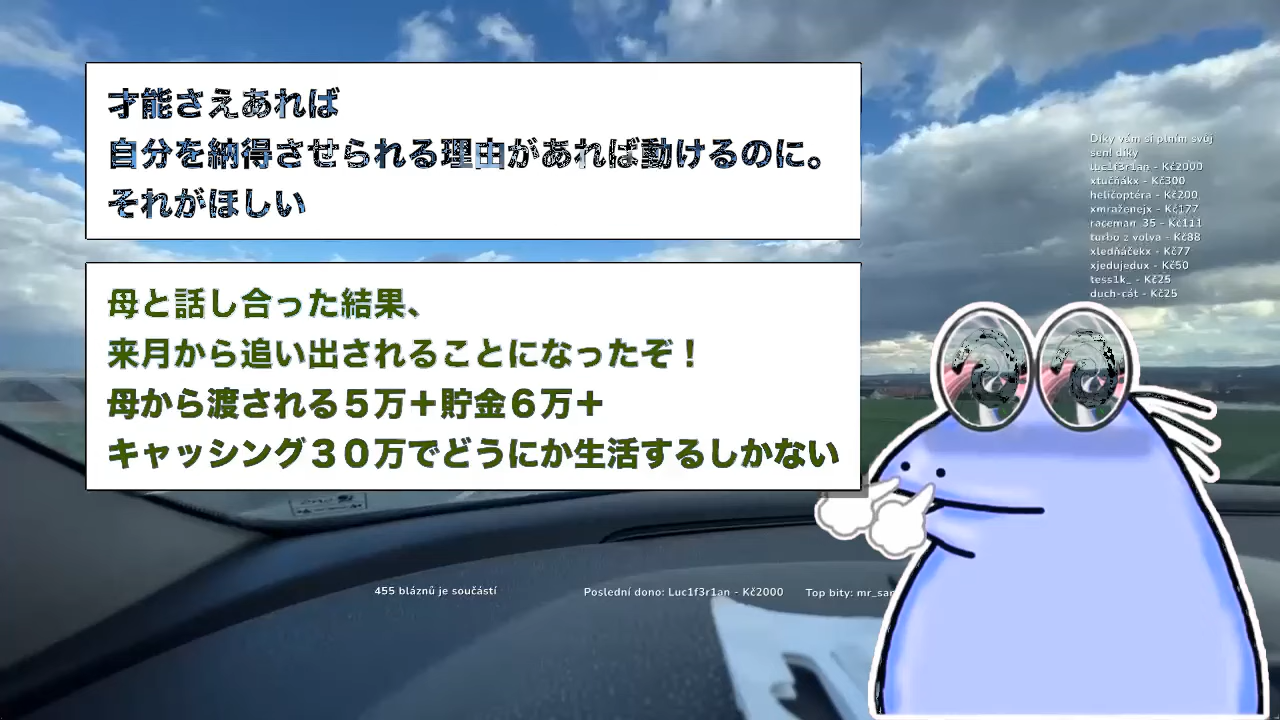 才能さえあれば
自分を納得させられる理由があれば動けるのに。
それがほしい
母と話し合った結果、
来月から追い出されることになったぞ！
母から渡される５万＋貯金６万＋
キャッシング３０万でどうにか生活するしかない
Díky vám si plním svůj
sen! díky
luc1f3r1an - Kč2000
xtučňákx - Kč300
helicoptéra - Kč200
xmraženejx - Kč177
raceman_35 - Kč111
turbo z volva - Kč88
xledňáčekx - Kč77
xjedujedux - Kč50
tess1k_ - Kč25
duch-cát - Kč25
455 bláznů je součástí
Poslední dono: Luc1f3r1an - Kč2000
Top bity: mr_sar